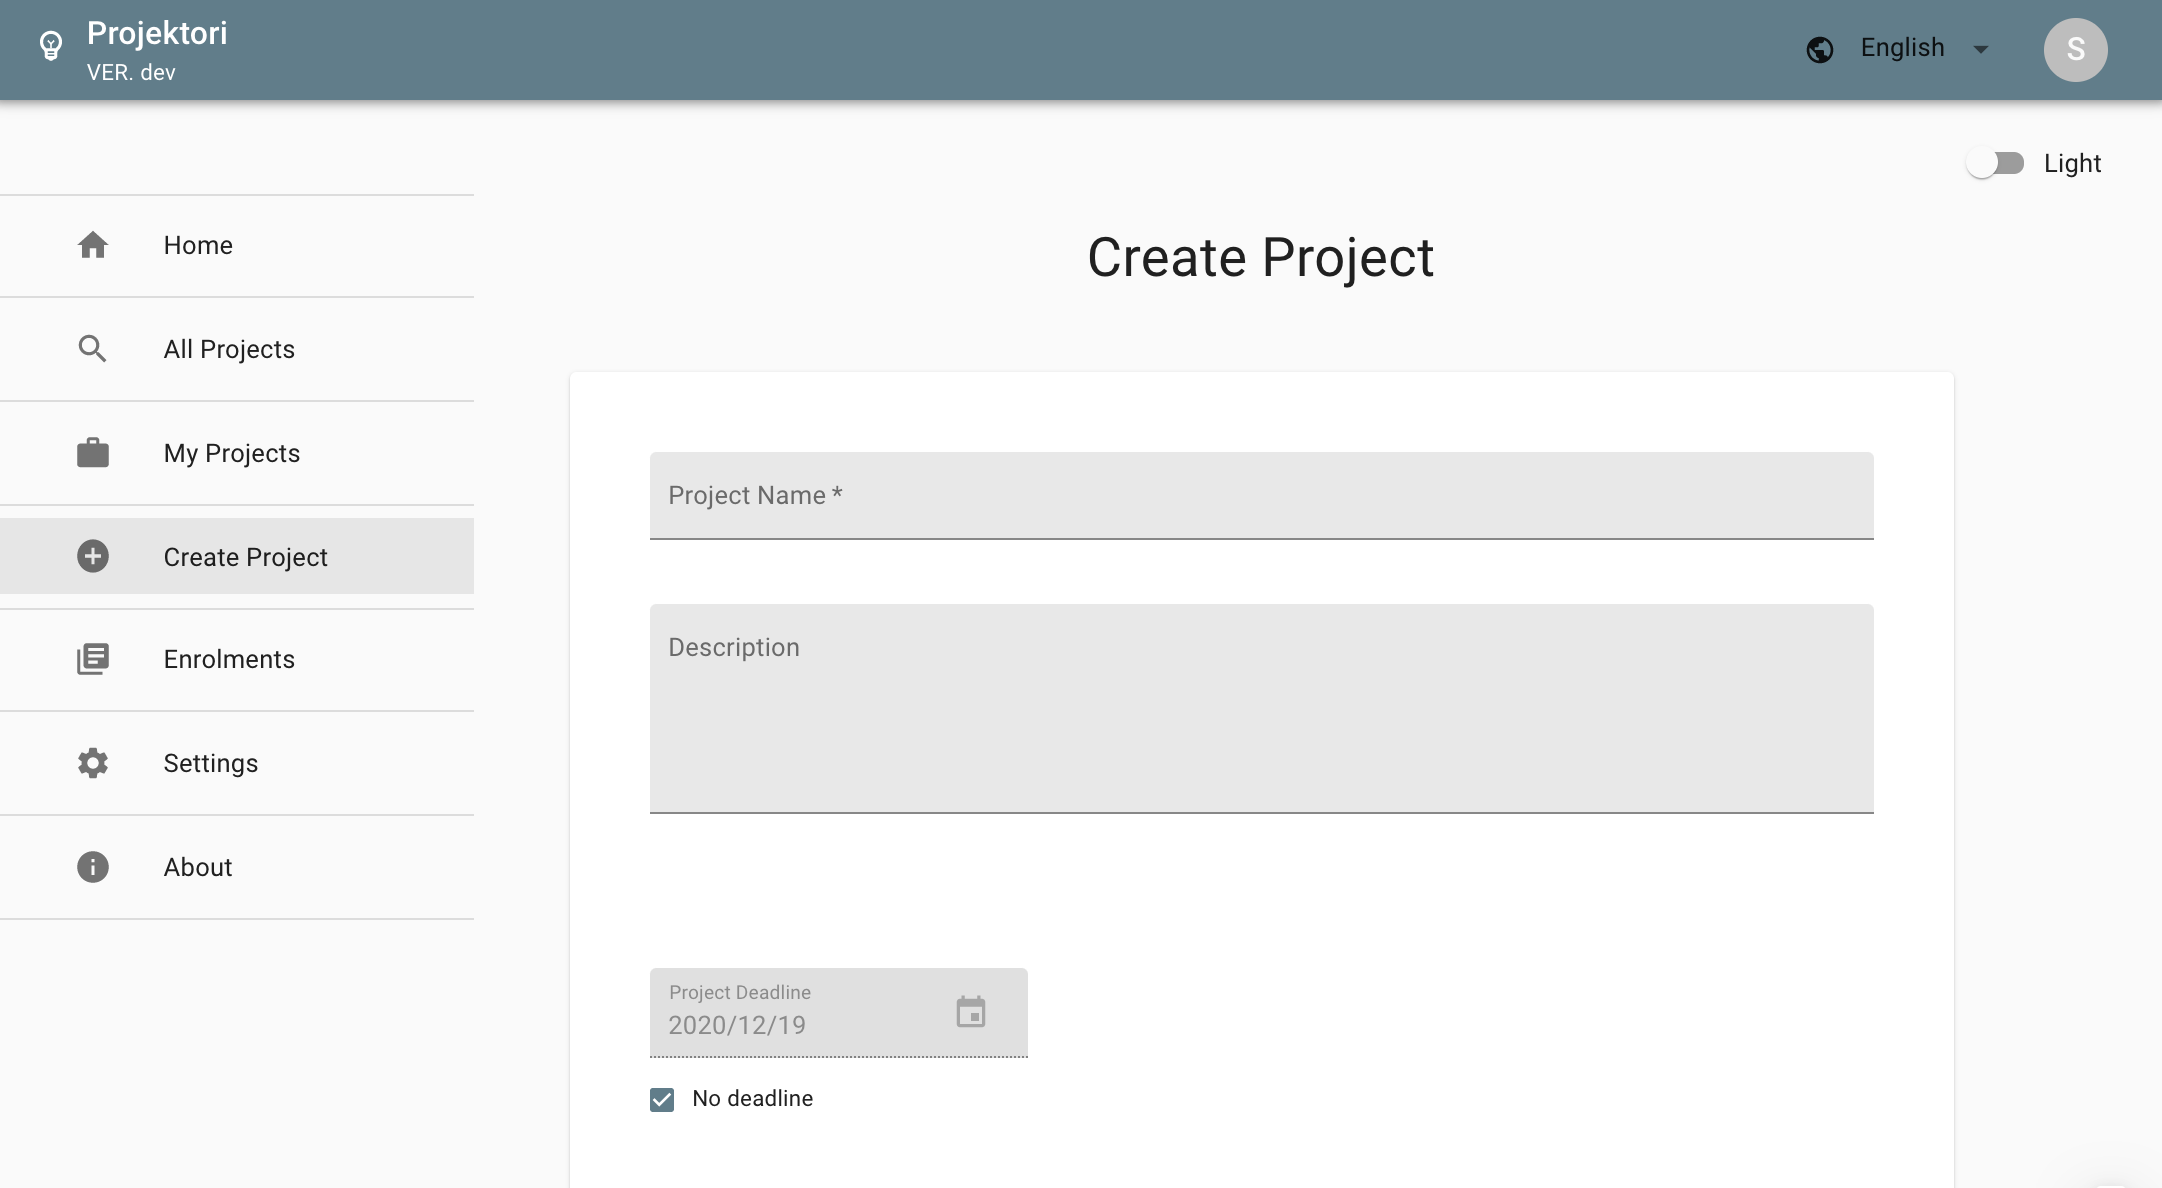 Projektori
VER. dev
English
S
Light
Home
All Projects
My Projects
Create Project
Enrolments
Settings
About
Create Project
Project Name *
Description
Project Deadline
2020/12/19
No deadline